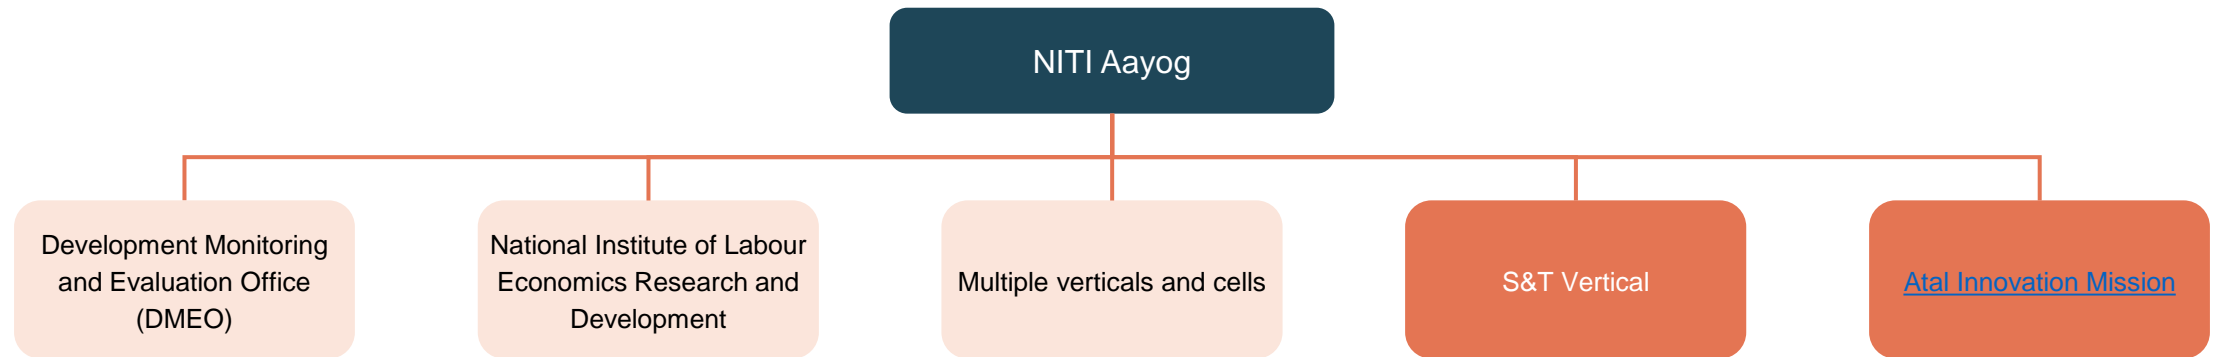 NITI Aayog
Development Monitoring
and Evaluation Office
(DMEO)
National Institute of Labour
Economics Research and
Development
Multiple verticals and cells
S&T Vertical
Atal Innovation Mission